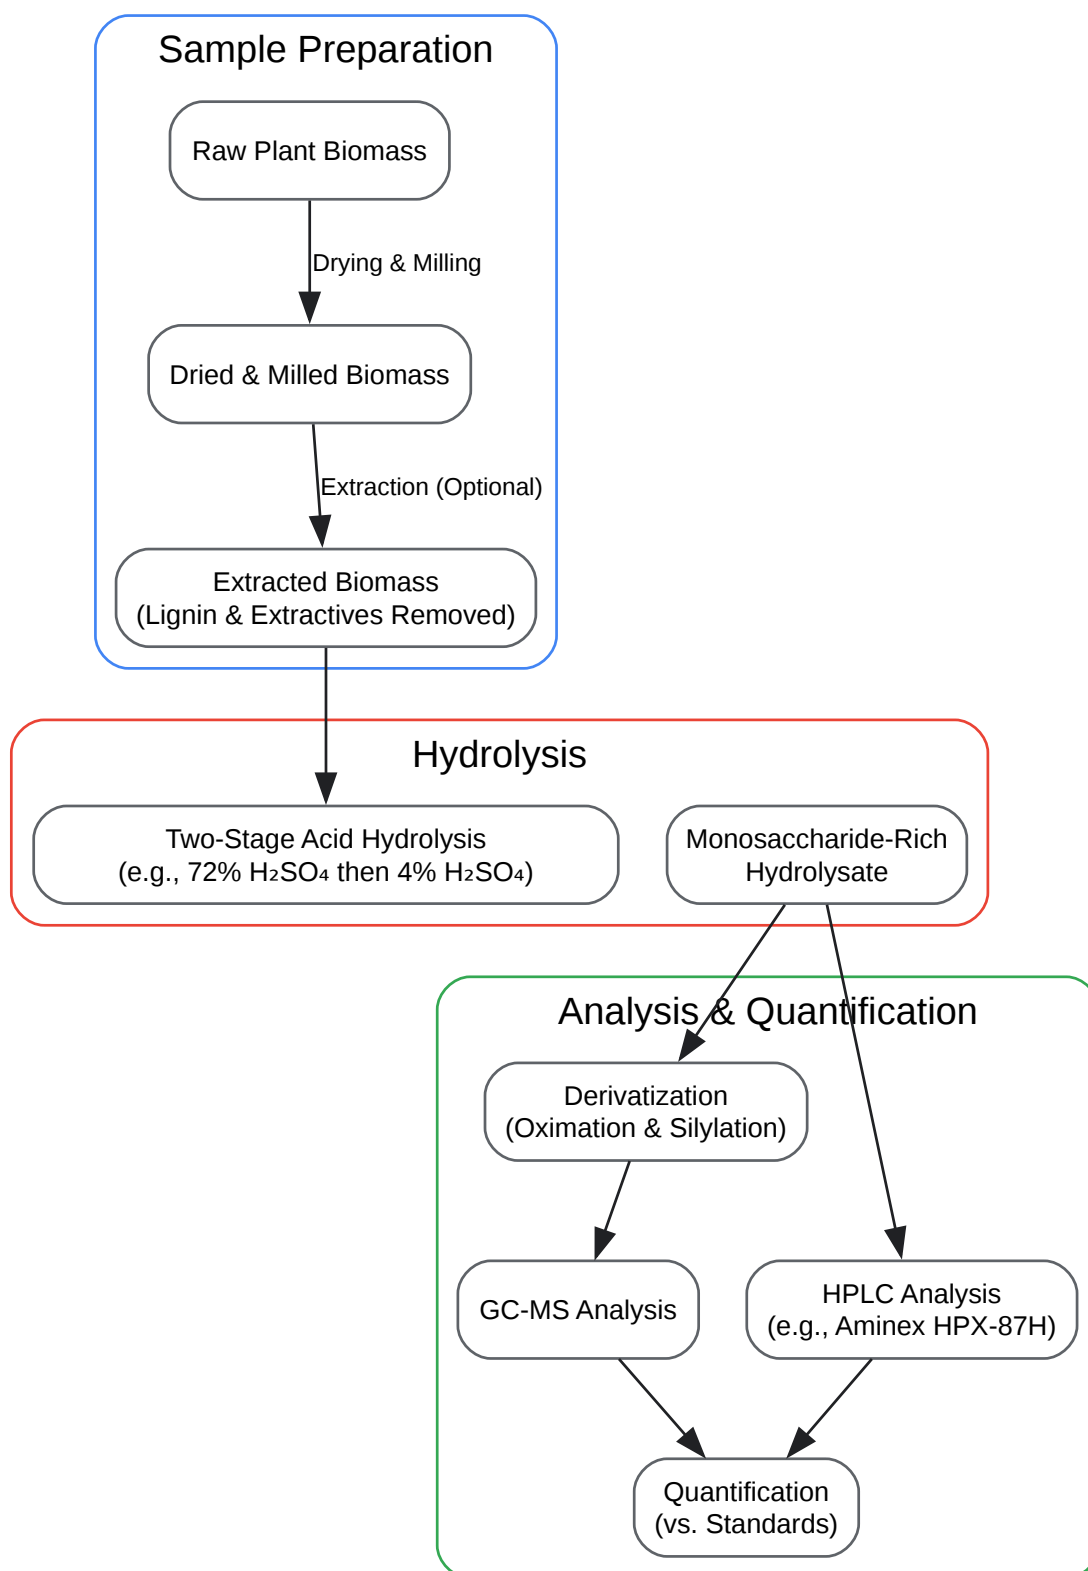 Sample Preparation
Raw Plant Biomass
Drying & Milling
Dried & Milled Biomass
Extraction (Optional)
Extracted Biomass
(Lignin & Extractives Removed)
Hydrolysis
Two-Stage Acid Hydrolysis
(e.g., 72% H₂SO₄ then 4% H₂SO₄)
Monosaccharide-Rich
Hydrolysate
Analysis & Quantification
Derivatization
(Oximation & Silylation)
GC-MS Analysis
HPLC Analysis
(e.g., Aminex HPX-87H)
Quantification
(vs. Standards)